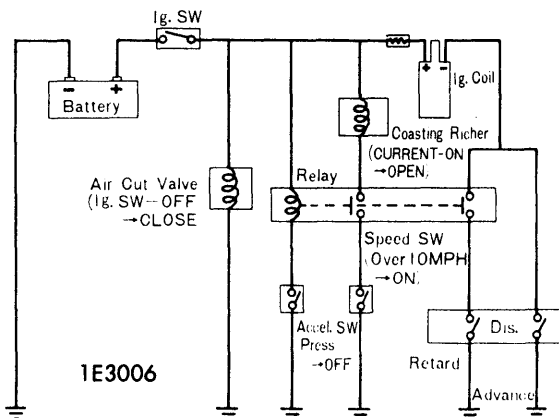 Ig. SW
- +
Battery
+ -
Ig. Coil
Coasting Richer
(CURRENT-ON
→OPEN)
Relay
Air Cut Valve
(Ig. SW-OFF
→CLOSE
Speed SW
(Over 10MPH)
→ON)
Accel. SW
Press
→OFF
Dis.
Retard
Advance
1E3006